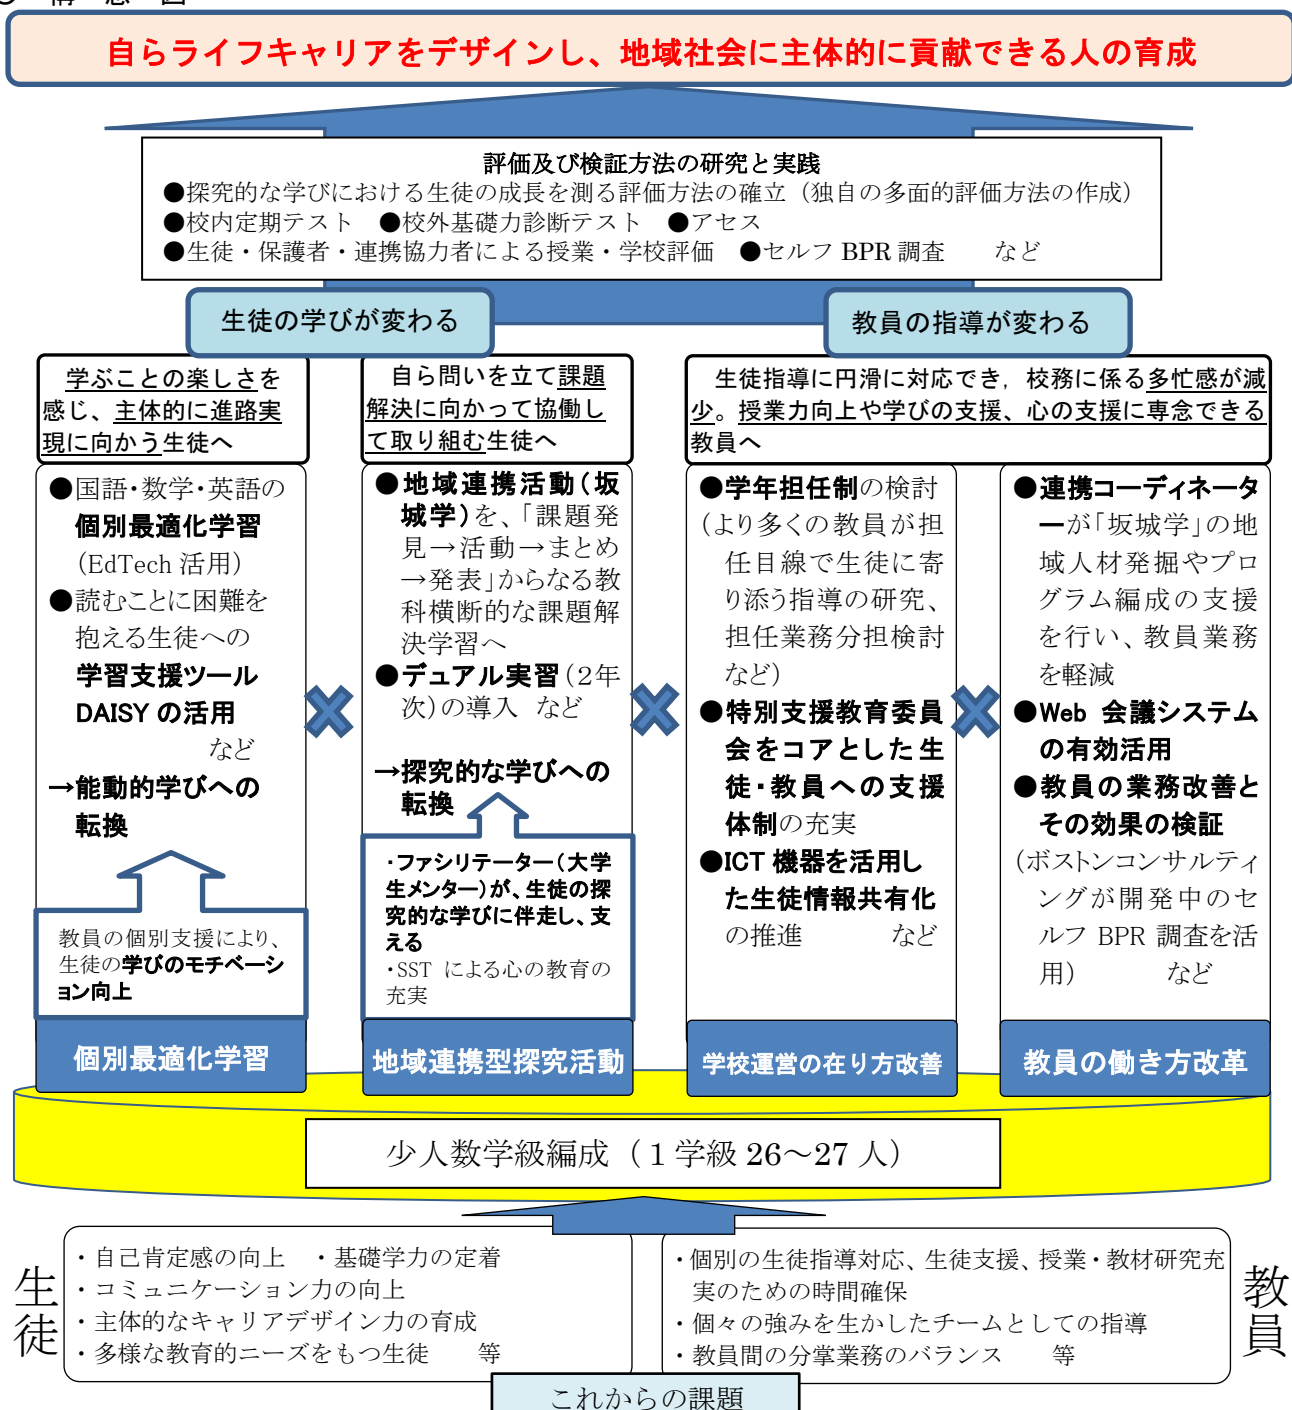 ○ 構 想 図
自らライフキャリアをデザインし、地域社会に主体的に貢献できる人の育成
評価及び検証方法の研究と実践
●探究的な学びにおける生徒の成長を測る評価方法の確立（独自の多面的評価方法の作成）
●校内定期テスト　●校外基礎力診断テスト　●アセス
●生徒・保護者・連携協力者による授業・学校評価　●セルフ BPR 調査　　など
生徒の学びが変わる
教員の指導が変わる
学ぶことの楽しさを
感じ、主体的に進路実
現に向かう生徒へ
自ら問いを立て課題
解決に向かって協働し
て取り組む生徒へ
生徒指導に円滑に対応でき，校務に係る多忙感が減
少。授業力向上や学びの支援、心の支援に専念できる
教員へ
●国語・数学・英語の
個別最適化学習
（EdTech 活用）
●読むことに困難を
抱える生徒への
学習支援ツール
DAISY の活用
など
→能動的学びへの
転換
教員の個別支援により、
生徒の学びのモチベーシ
ョン向上
個別最適化学習
●地域連携活動（坂
城学）を、「課題発
見→活動→まとめ
→発表」からなる教
科横断的な課題解
決学習へ
●デュアル実習（2年
次）の導入　など
→探究的な学びへの
転換
・ファシリテーター（大学
生メンター）が、生徒の探
究的な学びに伴走し、支
える
・SST による心の教育の
充実
地域連携型探究活動
●学年担任制の検討
（より多くの教員が担
任目線で生徒に寄
り添う指導の研究、
担任業務分担検討
など）
●特別支援教育委員
会をコアとした生
徒・教員への支援
体制の充実
●ICT 機器を活用し
た生徒情報共有化
の推進　　　など
学校運営の在り方改善
●連携コーディネータ
ーが「坂城学」の地
域人材発掘やプロ
グラム編成の支援
を行い、教員業務
を軽減
●Web 会議システム
の有効活用
●教員の業務改善と
その効果の検証
（ボストンコンサルティ
ングが開発中のセ
ルフ BPR 調査を活
用）　　　など
教員の働き方改革
少人数学級編成（１学級 26～27 人）
生徒
・自己肯定感の向上　・基礎学力の定着
・コミュニケーション力の向上
・主体的なキャリアデザイン力の育成
・多様な教育的ニーズをもつ生徒　　等
・個別の生徒指導対応、生徒支援、授業・教材研究充
実のための時間確保
・個々の強みを生かしたチームとしての指導
・教員間の分掌業務のバランス　　等
教員
これからの課題